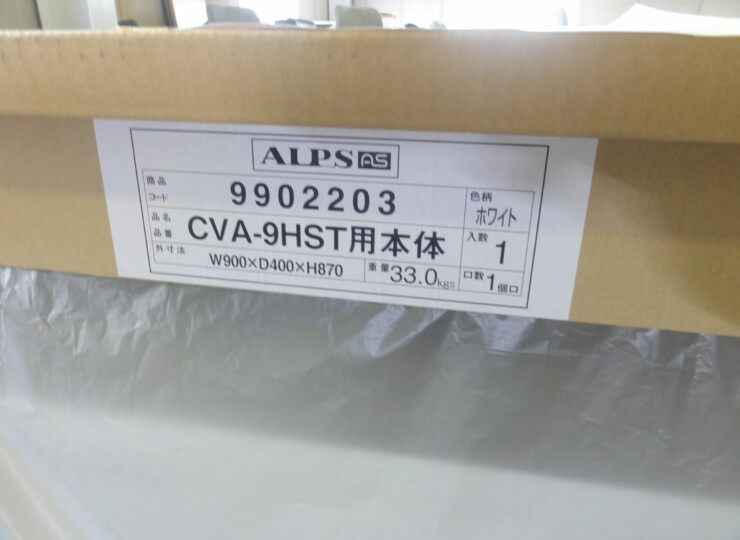 ALPS AS
商品コード 9902203 色柄 ホワイト
品名品番 CVA-9HST用本体 入数 1
外寸法 W900×D400×H870 重量 33.0kgs 口数 1個口